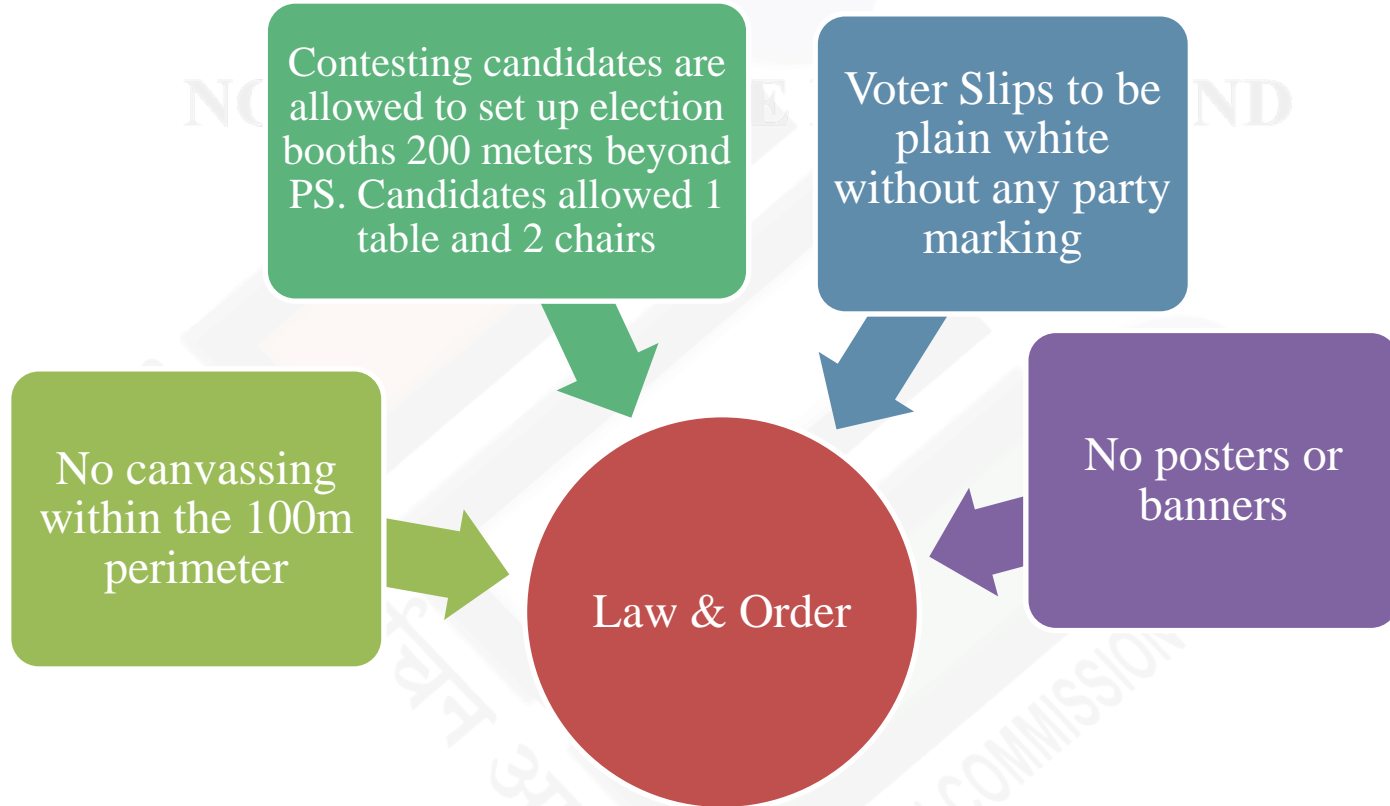 Contesting candidates are
allowed to set up election
booths 200 meters beyond
PS. Candidates allowed 1
table and 2 chairs
Voter Slips to be
plain white
without any party
marking
No canvassing
within the 100m
perimeter
No posters or
banners
Law & Order
COMMISSION